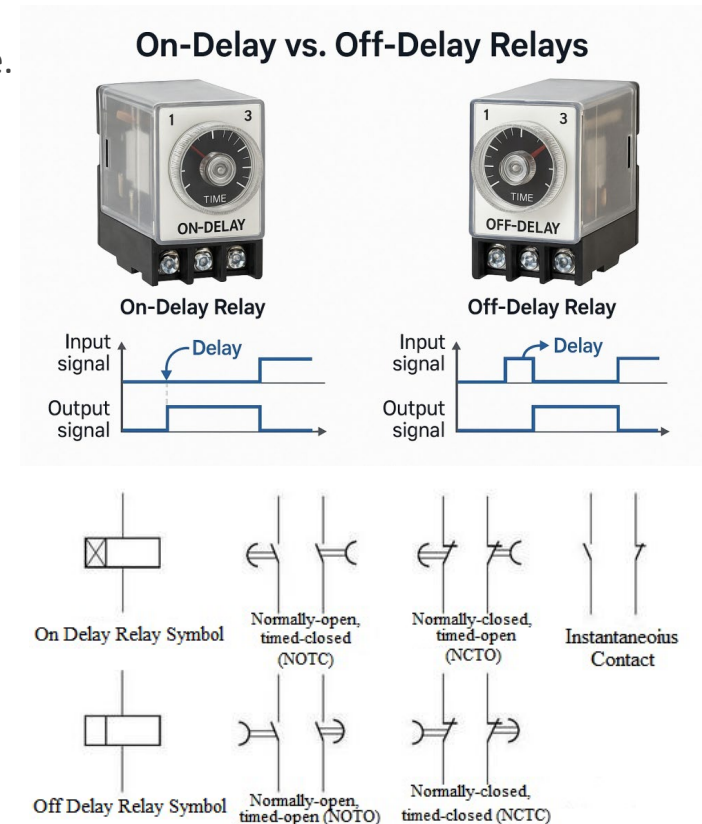 e.
On-Delay vs. Off-Delay Relays
1 3
TIME
ON-DELAY
1 3
TIME
OFF-DELAY
On-Delay Relay
Off-Delay Relay
Input
signal
Delay
Output
signal
Input
signal
Delay
Output
signal
On Delay Relay Symbol
Normally-open,
timed-closed
(NOTC)
Normally-closed,
timed-open
(NCTO)
Instantaneoius
Contact
Off Delay Relay Symbol
Normally-open,
timed-open (NOTO)
Normally-closed,
timed-closed (NCTC)